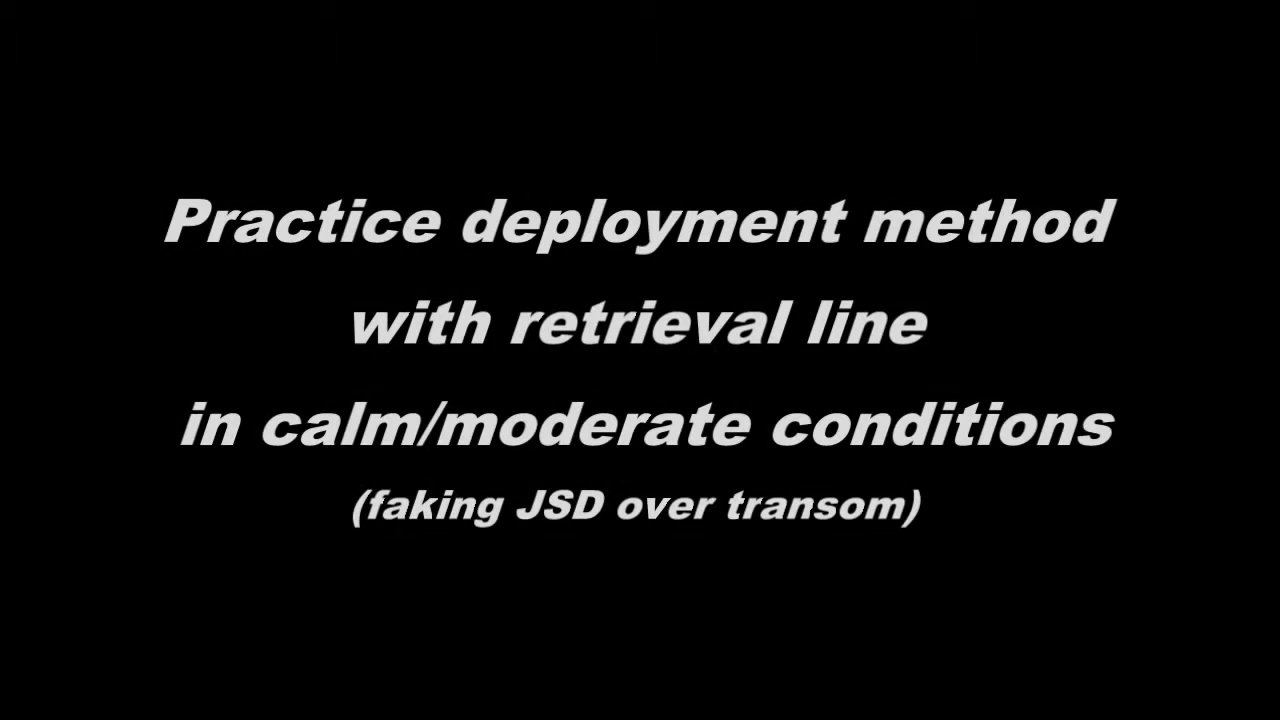 Practice deployment method
with retrieval line
in calm/moderate conditions
(faking JSD over transom)